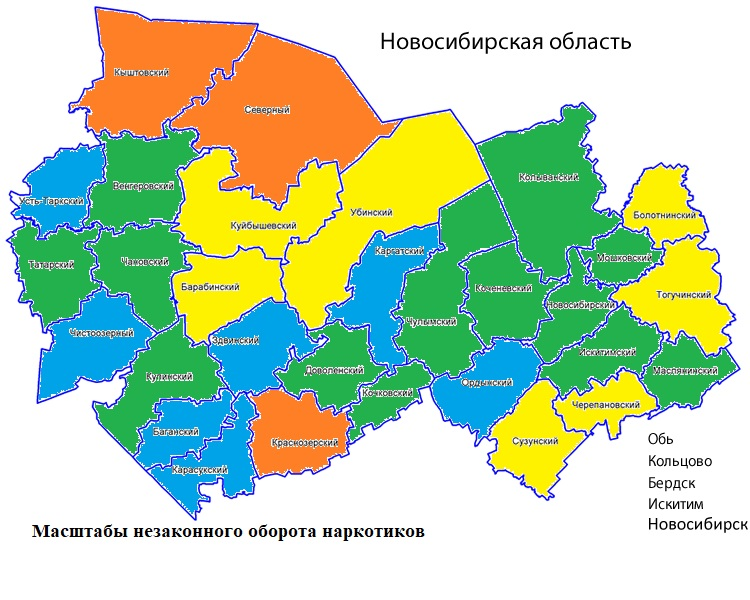 Новосибирская область
Кыштовский
Северный
Усть-Таркский
Венгеровский
Колыванский
Куйбышевский
Убинский
Болотнинский
Татарский
Чановский
Каргатский
Мошковский
Барабинский
Коченевский
Тогучинский
Новосибирский
Чистоозерный
Здвинский
Чулымский
Искитимский
Кулинский
Доволенский
Маслянинский
Ордынский
Кочковский
Черепановский
Баганский
Краснозерский
Сузунский
Карасукский
Обь
Кольцово
Бердск
Искитим
Новосибирск
Масштабы незаконного оборота наркотиков